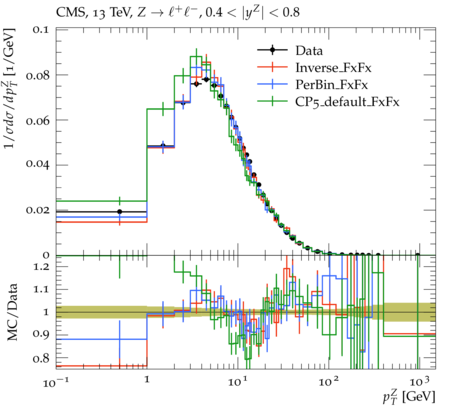 CMS, 13 TeV, Z → ℓ⁺ℓ⁻, 0.4 < |y^Z| < 0.8
1/σdσ/dp_T^Z [1/GeV]
0.1
0.08
0.06
0.04
0.02
0
Data
Inverse_FxFx
PerBin_FxFx
CP5_default_FxFx
MC/Data
1.2
1.1
1
0.9
0.8
10⁻¹ 1 10¹ 10² 10³
p_T^Z [GeV]